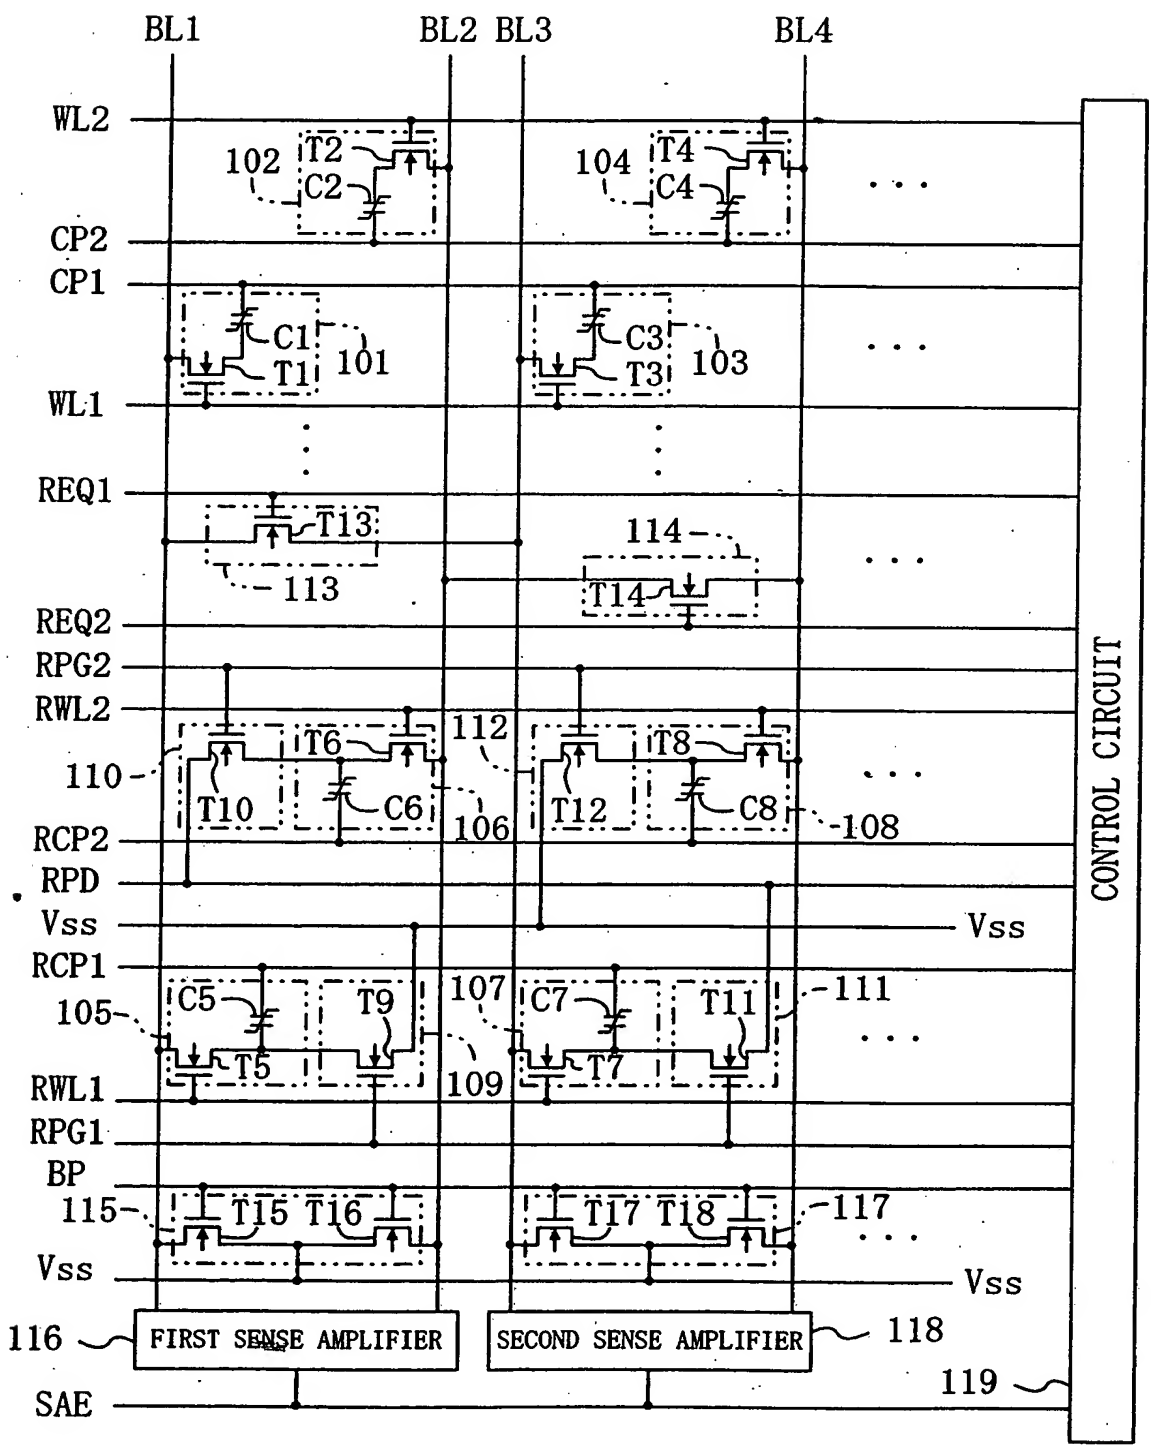 BL1 BL2 BL3 BL4
WL2
T2 T4
102 104
C2 C4
...
CP2
CP1
C1 C3
101 103
T1 T3
...
WL1
REQ1
T13
114
...
113 T14
REQ2
RPG2
RWL2
T6 112 T8
110
T10 C6 T12 C8
...
106 108
RCP2
RPD
Vss Vss
RCP1
C5 T9 107 C7 T11 111
105
...
T5 T7
109
RWL1
RPG1
BP
115 T15 T16 T17 T18 117
...
Vss Vss
116 FIRST SENSE AMPLIFIER SECOND SENSE AMPLIFIER 118
119
SAE
CONTROL CIRCUIT